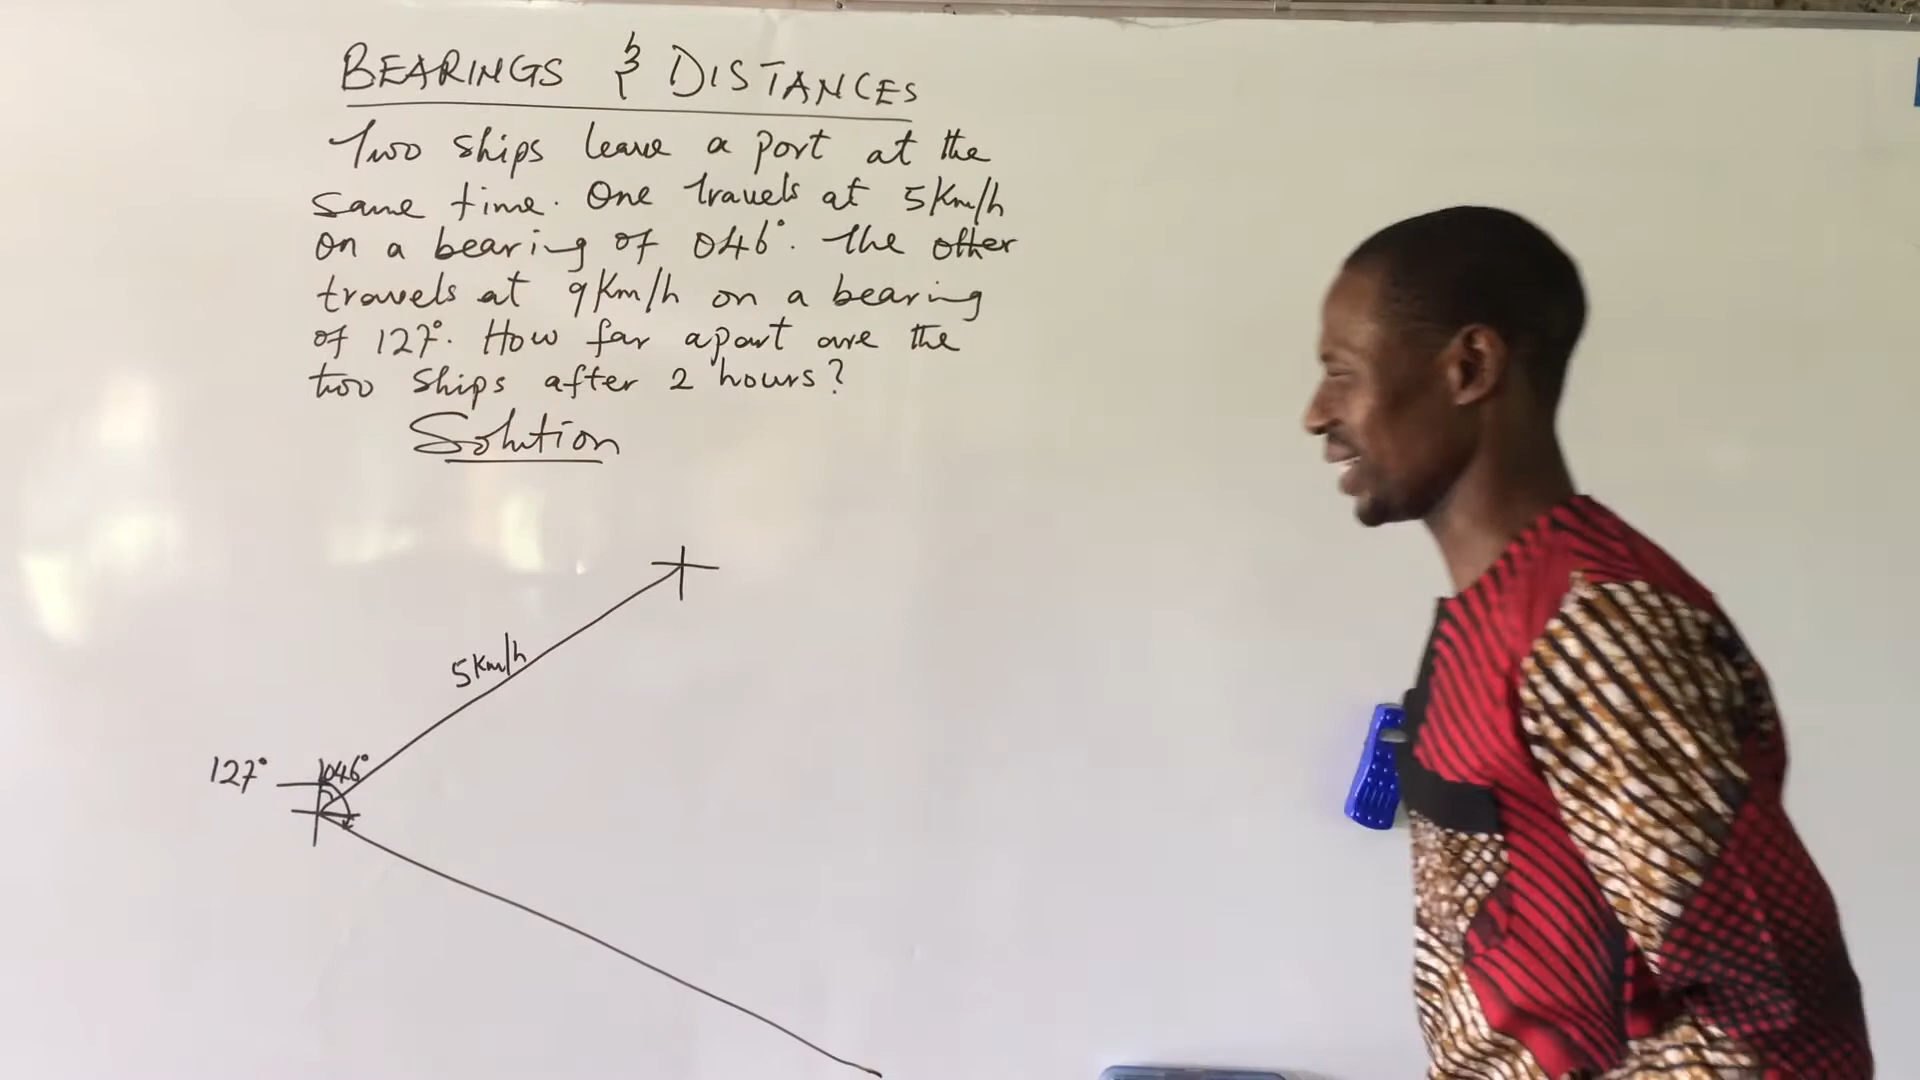 BEARINGS & DISTANCES
Two ships leave a port at the
same time. One travels at 5km/h
on a bearing of 046°. The other
travels at 9km/h on a bearing
of 127°. How far apart are the
two ships after 2 hours?
Solution
5km/h
127°
046°